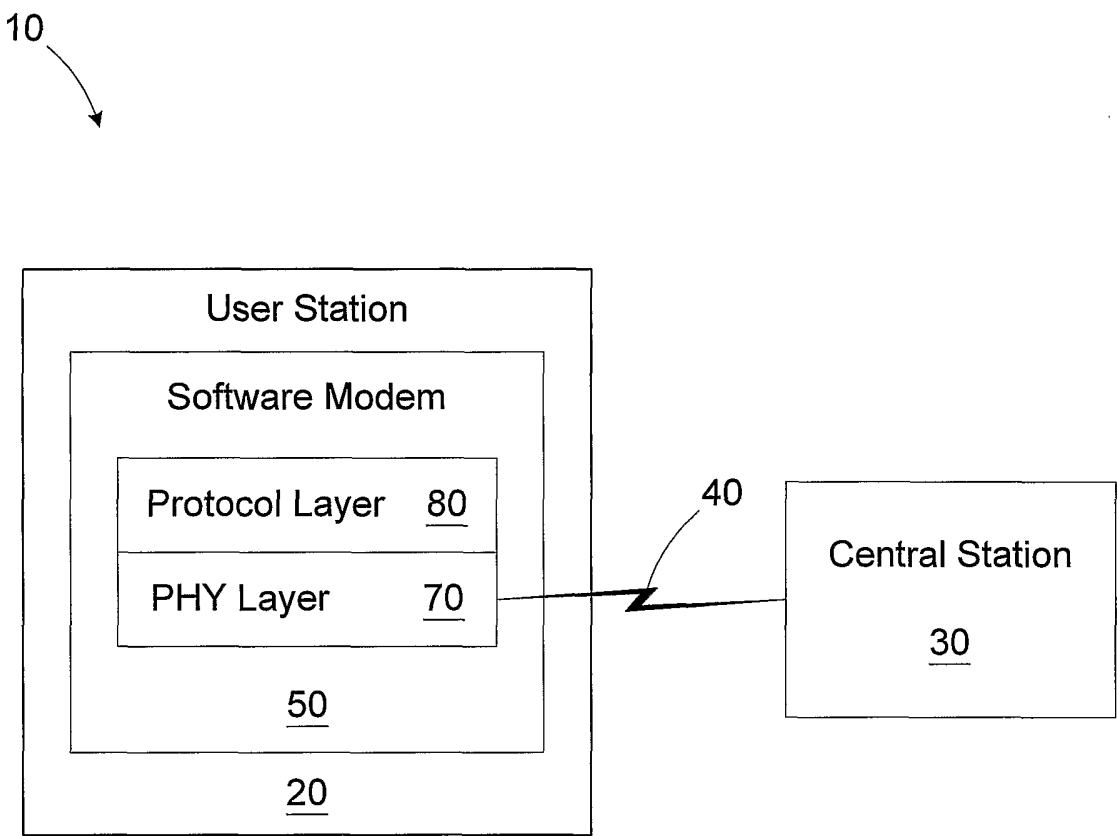 10
User Station
Software Modem
Protocol Layer 80
PHY Layer 70
50
20
40
Central Station
30